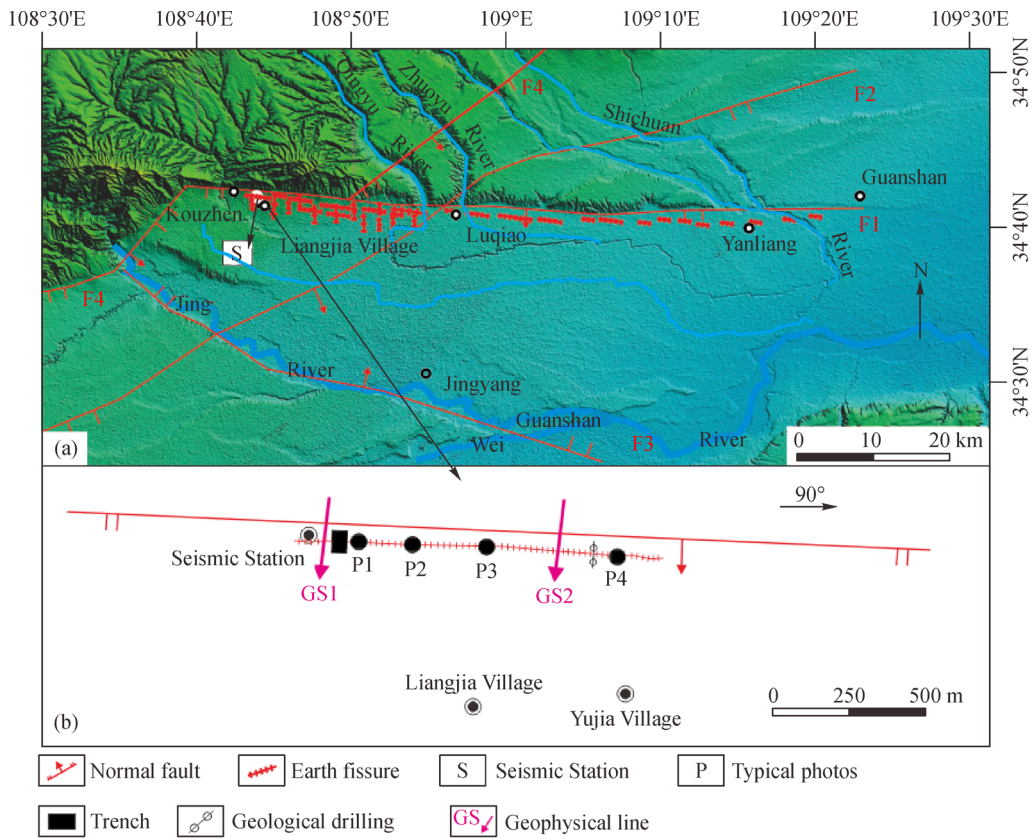 108°30'E 108°40'E 108°50'E 109°E 109°20'E 109°30'E
34°50'N
34°40'N
34°30'N
Qingyu
River
Zhuoyu
River
F4
F2
Shichuan
River
Guanshan
F1
Kouzhen
Liangjia Village
Luqiao
Yanliang
S
F4
Jing
River
N
Jingyang
Guanshan
Wei
River
F3
(a)
0 10 20 km
90°
Seismic Station
P1 P2 P3 P4
GS1 GS2
Liangjia Village
Yujia Village
0 250 500 m
(b)
Normal fault Earth fissure S Seismic Station P Typical photos
Trench Geological drilling GS Geophysical line